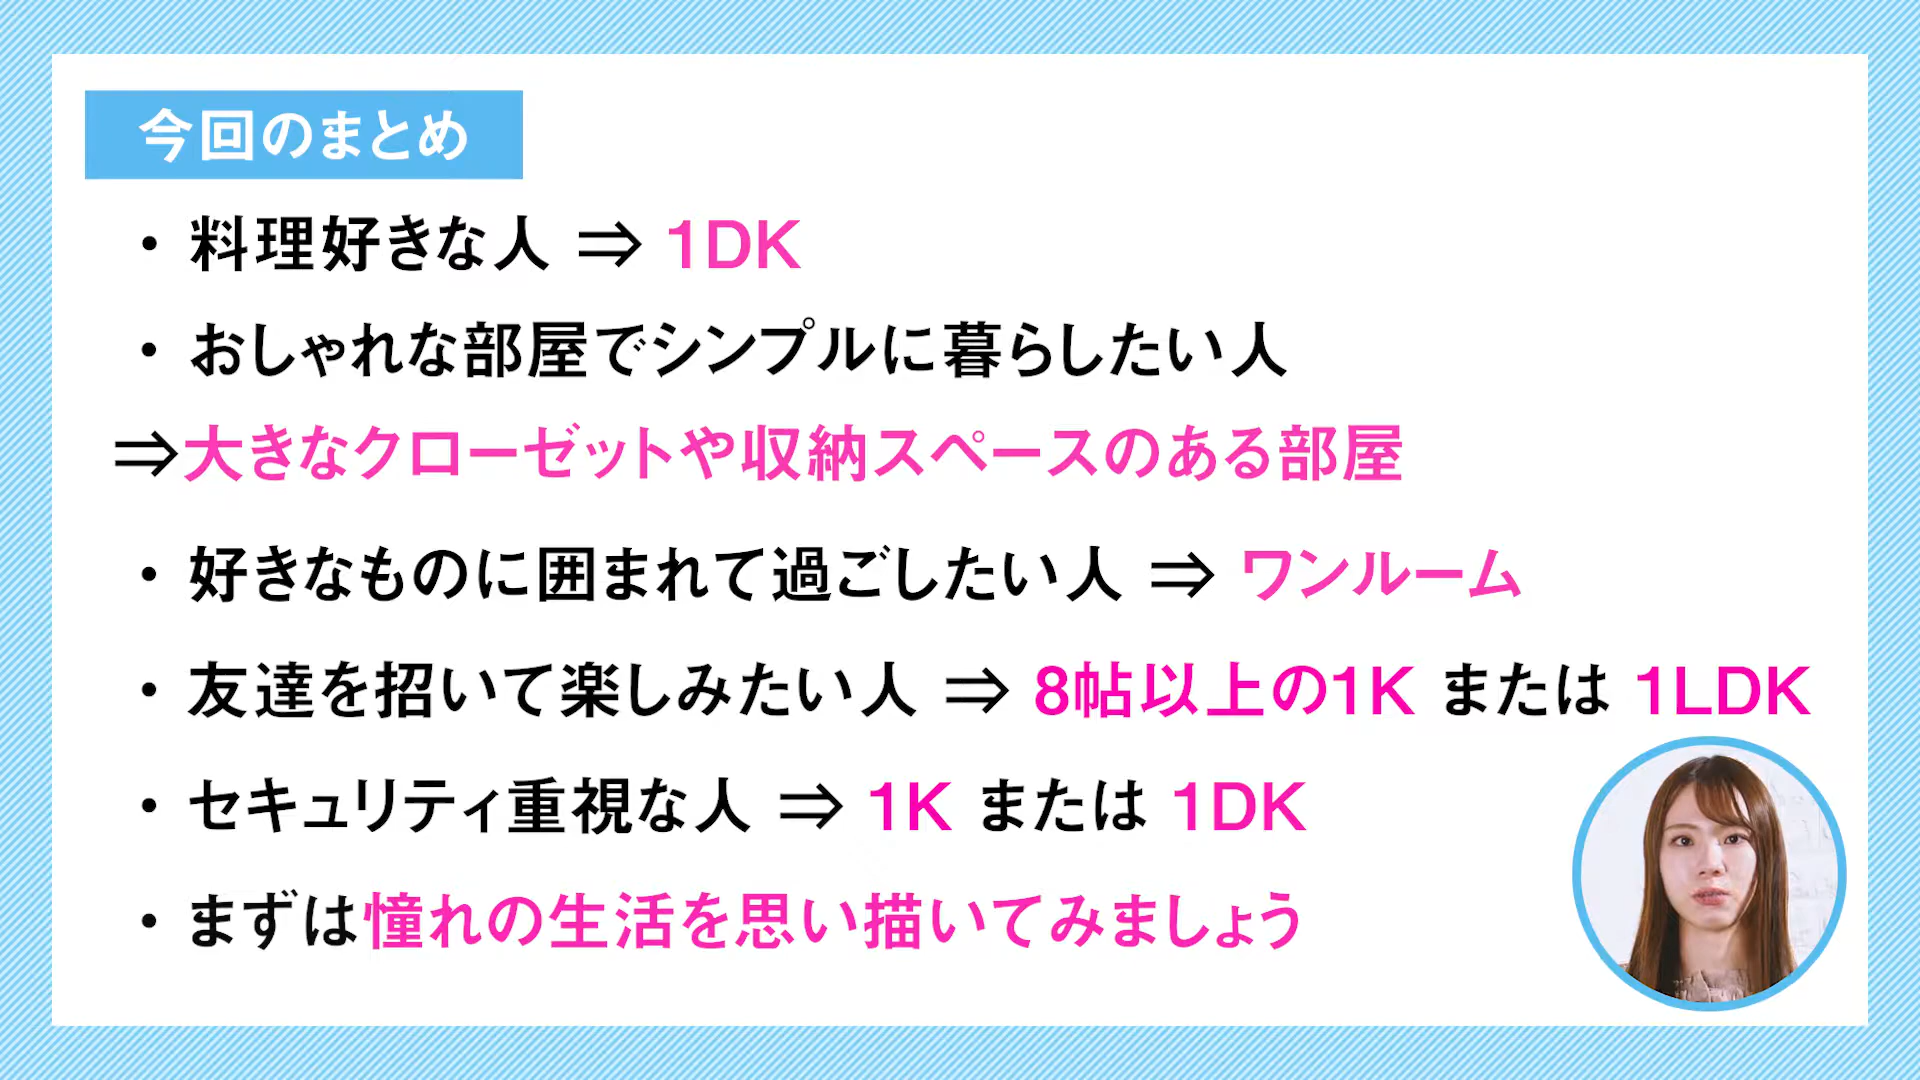 今回のまとめ
・ 料理好きな人 ⇒ 1DK
・ おしゃれな部屋でシンプルに暮らしたい人
⇒大きなクローゼットや収納スペースのある部屋
・ 好きなものに囲まれて過ごしたい人 ⇒ ワンルーム
・ 友達を招いて楽しみたい人 ⇒ 8帖以上の1K または 1LDK
・ セキュリティ重視な人 ⇒ 1K または 1DK
・ まずは憧れの生活を思い描いてみましょう